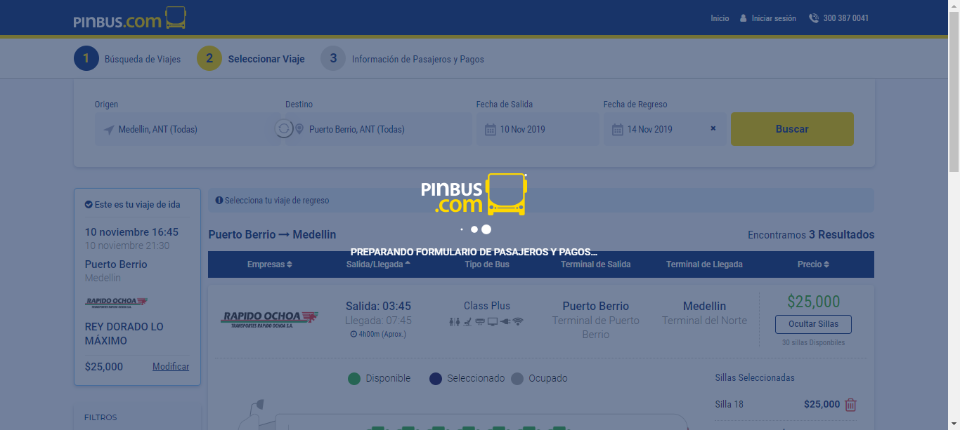 PINBUS.com
Inicio
Iniciar sesión
300 387 0041
1 Búsqueda de Viajes
2 Seleccionar Viaje
3 Información de Pasajeros y Pagos
Origen
Destino
Fecha de Salida
Fecha de Regreso
Medellin, ANT (Todas)
Puerto Berrio, ANT (Todas)
10 Nov 2019
14 Nov 2019
×
Buscar
PINBUS
.com
PREPARANDO FORMULARIO DE PASAJEROS Y PAGOS...
Este es tu viaje de ida
10 noviembre 16:45
10 noviembre 21:30
Puerto Berrio
Medellin
RAPIDO OCHOA
REY DORADO LO
MÁXIMO
$25,000
Modificar
FILTROS
Selecciona tu viaje de regreso
Puerto Berrio → Medellin
Encontramos 3 Resultados
Empresas
Salida/Llegada
Tipo de Bus
Terminal de Salida
Terminal de Llegada
Precio
RAPIDO OCHOA
Salida: 03:45
Llegada: 07:45
4h00m (Aprox.)
Class Plus
Puerto Berrio
Terminal de Puerto
Berrio
Medellin
Terminal del Norte
$25,000
Ocultar Sillas
30 sillas Disponibles
Disponible
Seleccionado
Ocupado
Sillas Seleccionadas
Silla 18
$25,000